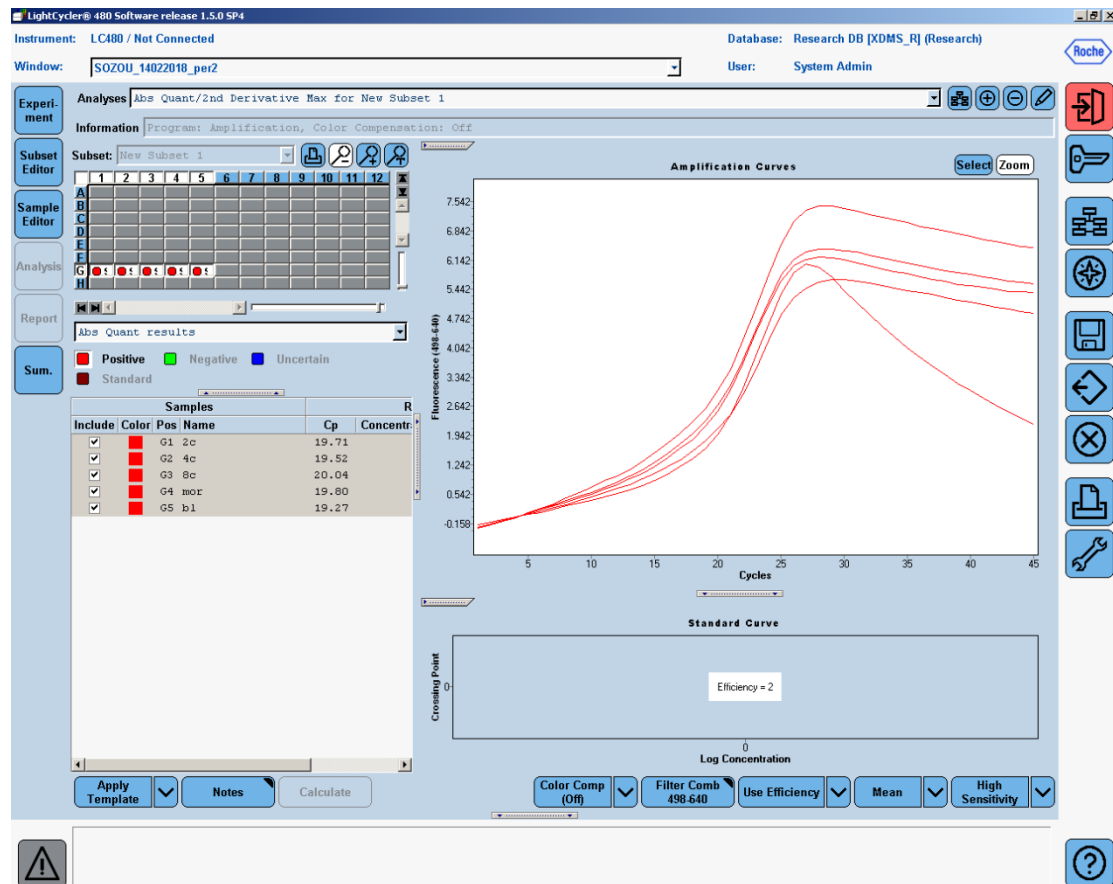 LightCycler® 480 Software release 1.5.0 SP4
Instrument: LC480 / Not Connected
Database: Research DB [XDMS_R] (Research)
Window: SOZOU_14022018_per2
User: System Admin
Roche
Experi-
ment
Subset
Editor
Sample
Editor
Analysis
Report
Sum.
Analyses Abs Quant/2nd Derivative Max for New Subset 1
Information Program: Amplification, Color Compensation: Off
Subset: New Subset 1
1 2 3 4 5 6 7 8 9 10 11 12
A
B
C
D
E
F
G
H
Abs Quant results
Positive Negative Uncertain
Standard
Samples R
Include Color Pos Name Cp Concentr
G1 2c 19.71
G2 4c 19.52
G3 8c 20.04
G4 mor 19.80
G5 bl 19.27
Amplification Curves
Select Zoom
Fluorescence (498-640)
7.542
6.842
6.142
5.442
4.742
4.042
3.342
2.642
1.942
1.242
0.542
-0.158
5 10 15 20 25 30 35 40 45
Cycles
Standard Curve
Crossing Point
0
Efficiency = 2
0
Log Concentration
Apply
Template
Notes
Calculate
Color Comp
(Off)
Filter Comb
498-640
Use Efficiency
Mean
High
Sensitivity